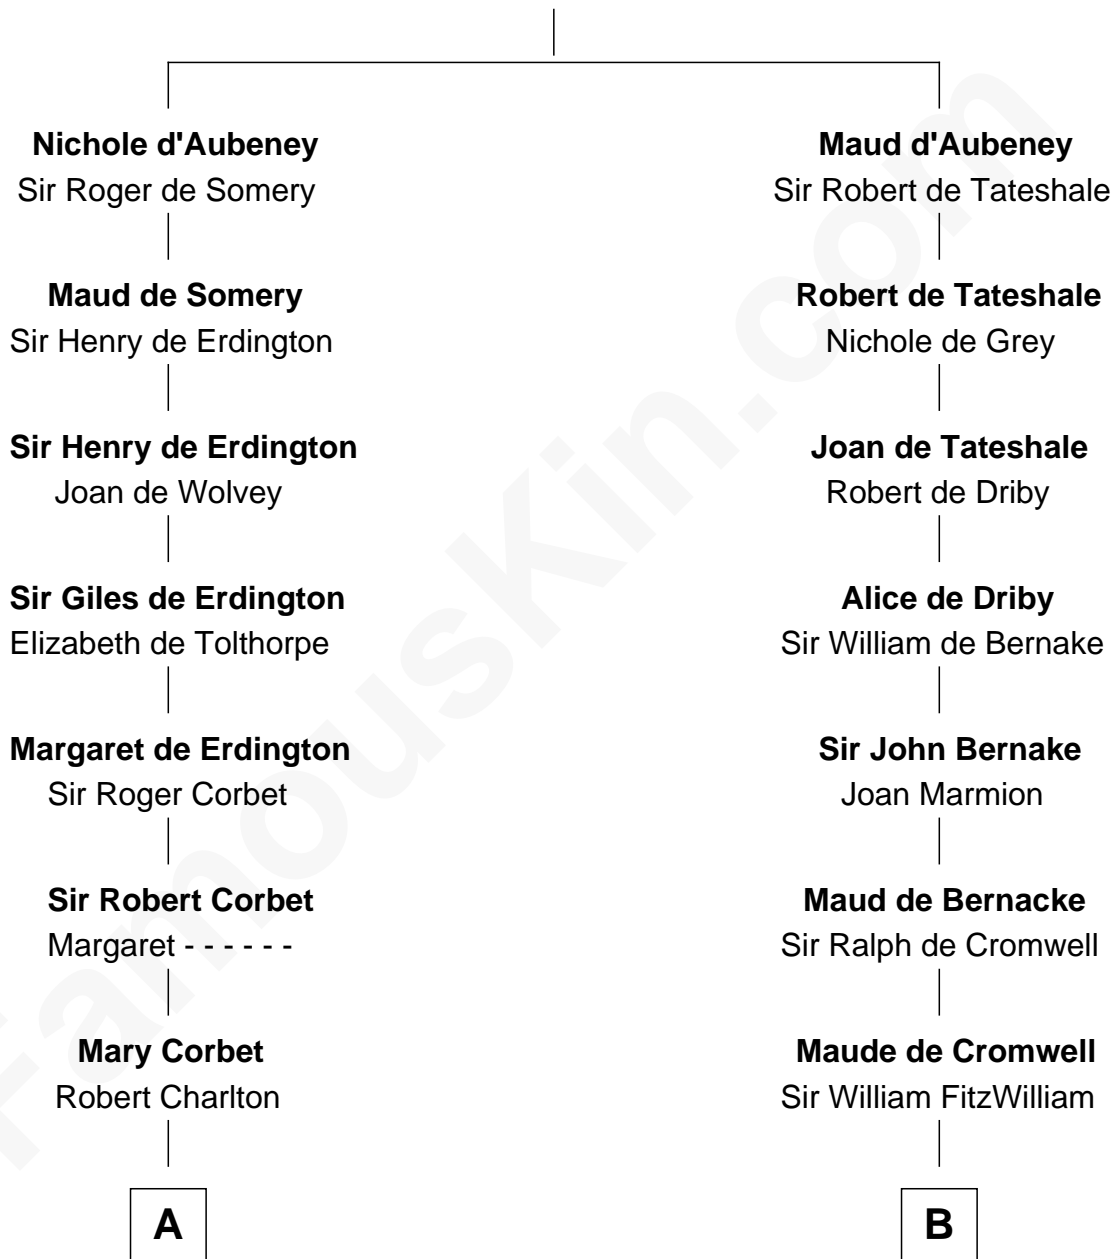 Nichole d'Aubeney
Sir Roger de Somery
Maud de Somery
Sir Henry de Erdington
Sir Henry de Erdington
Joan de Wolvey
Sir Giles de Erdington
Elizabeth de Tolthorpe
Margaret de Erdington
Sir Roger Corbet
Sir Robert Corbet
Margaret - - - - - -
Mary Corbet
Robert Charlton
A
Maud d'Aubeney
Sir Robert de Tateshale
Robert de Tateshale
Nichole de Grey
Joan de Tateshale
Robert de Driby
Alice de Driby
Sir William de Bernake
Sir John Bernake
Joan Marmion
Maud de Bernacke
Sir Ralph de Cromwell
Maude de Cromwell
Sir William FitzWilliam
B
FamousKin.com